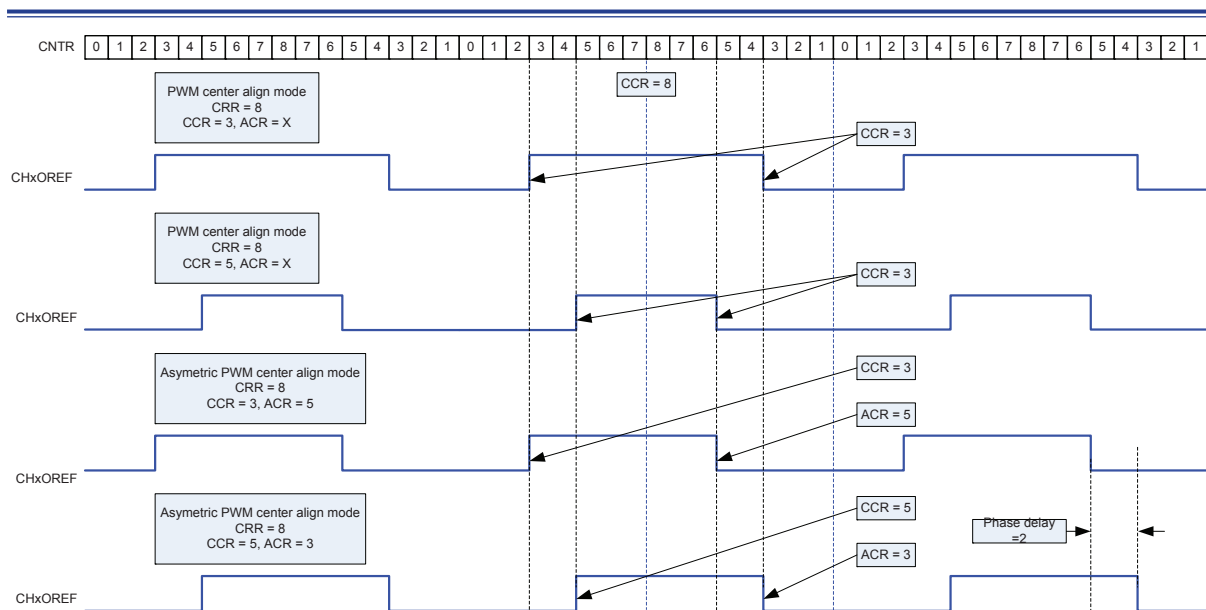 CNTR 0 1 2 3 4 5 6 7 8 7 6 5 4 3 2 1 0 1 2 3 4 5 6 7 8 7 6 5 4 3 2 1 0 1 2 3 4 5 6 7 8 7 6 5 4 3 2 1
PWM center align mode
CRR = 8
CCR = 3, ACR = X
CCR = 8
CCR = 3
CHxOREF
PWM center align mode
CRR = 8
CCR = 5, ACR = X
CCR = 3
CHxOREF
Asymetric PWM center align mode
CRR = 8
CCR = 3, ACR = 5
CCR = 3
ACR = 5
CHxOREF
Asymetric PWM center align mode
CRR = 8
CCR = 5, ACR = 3
CCR = 5
ACR = 3
Phase delay
=2
CHxOREF